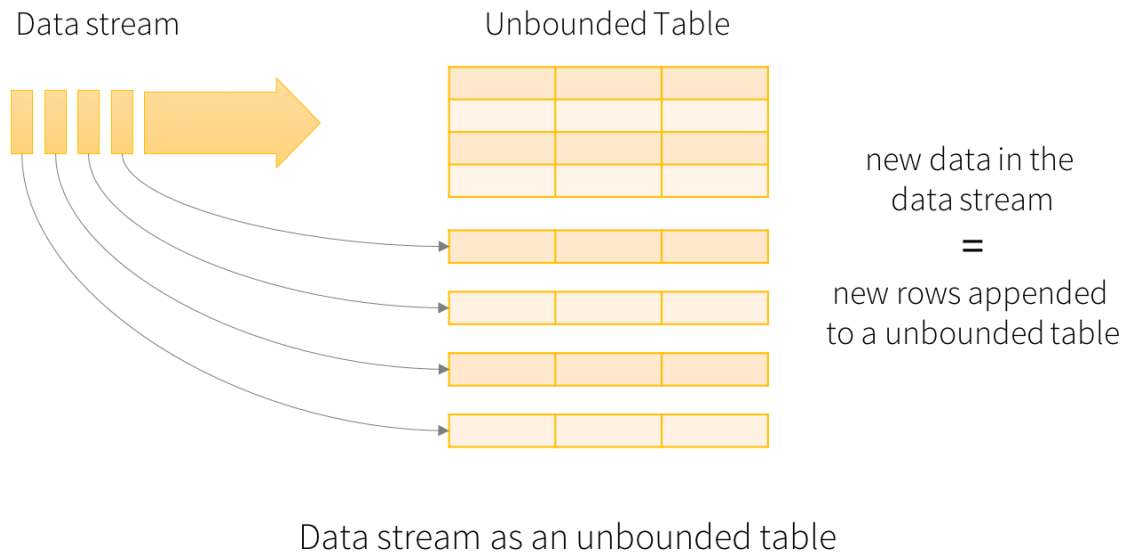 Data stream
Unbounded Table
new data in the
data stream
=
new rows appended
to a unbounded table
Data stream as an unbounded table